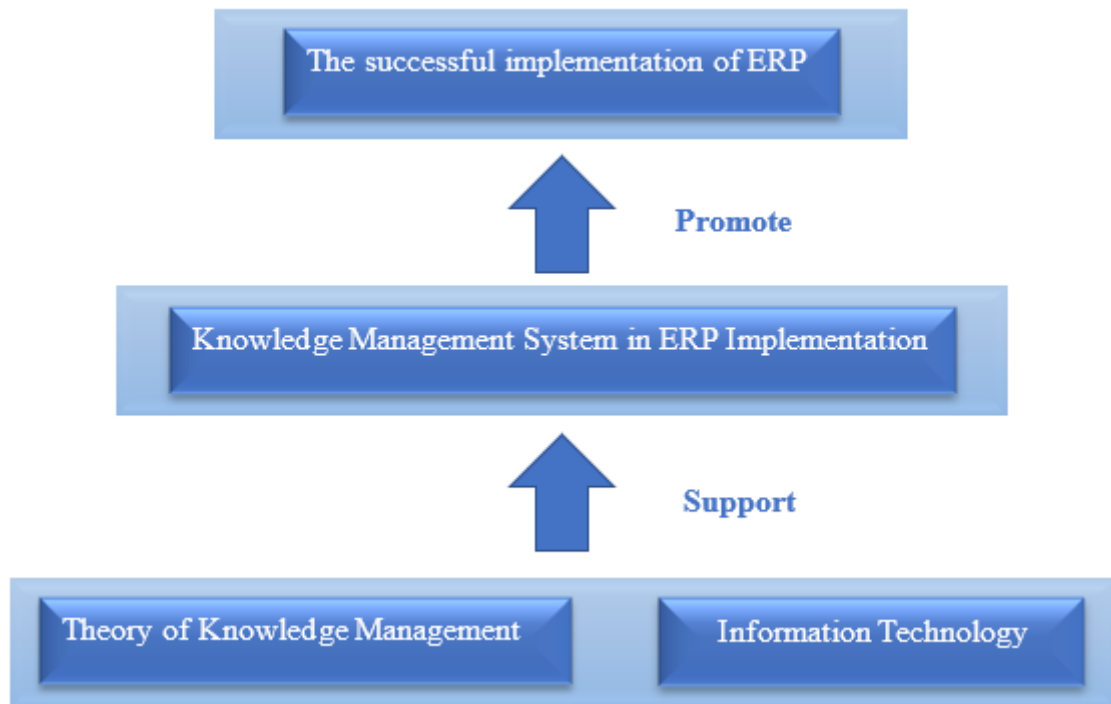 The successful implementation of ERP
Promote
Knowledge Management System in ERP Implementation
Support
Theory of Knowledge Management
Information Technology